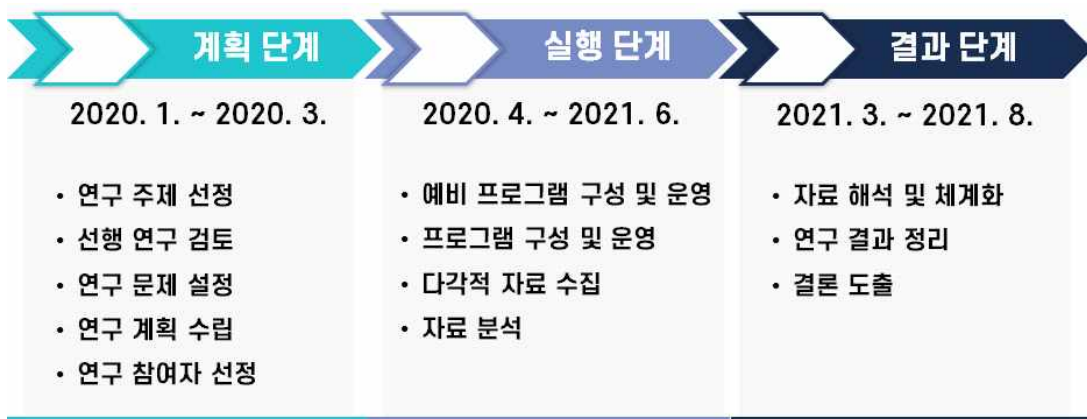 계획 단계
2020. 1. ~ 2020. 3.
• 연구 주제 선정
• 선행 연구 검토
• 연구 문제 설정
• 연구 계획 수립
• 연구 참여자 선정
실행 단계
2020. 4. ~ 2021. 6.
• 예비 프로그램 구성 및 운영
• 프로그램 구성 및 운영
• 다각적 자료 수집
• 자료 분석
결과 단계
2021. 3. ~ 2021. 8.
• 자료 해석 및 체계화
• 연구 결과 정리
• 결론 도출